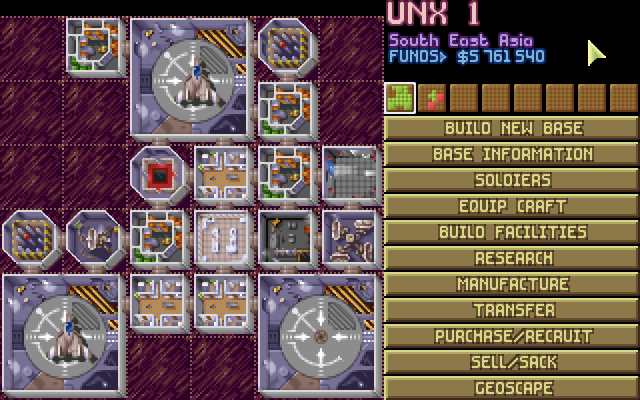 UNX 1
South East Asia
FUNDS> $5 761 540
BUILD NEW BASE
BASE INFORMATION
SOLDIERS
EQUIP CRAFT
BUILD FACILITIES
RESEARCH
MANUFACTURE
TRANSFER
PURCHASE/RECRUIT
SELL/SACK
GEOSCAPE